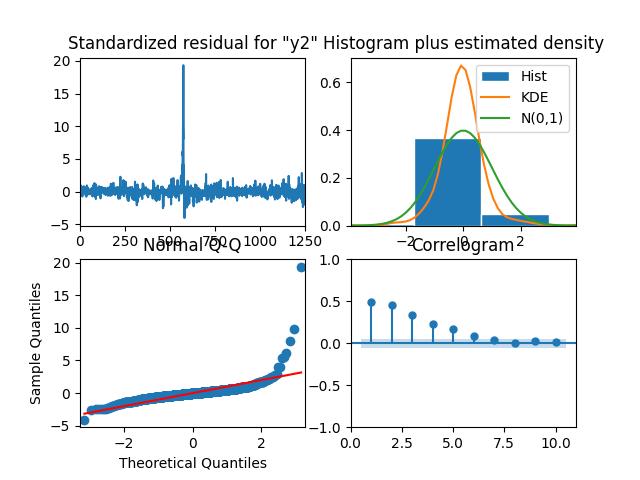 Standardized residual for "y2" Histogram plus estimated density
20
15
10
5
0
−5
0 250 500 750 1000 1250
0.6
0.4
0.2
0.0
−2 0 2
Hist
KDE
N(0,1)
Normal Q-Q
Sample Quantiles
20
15
10
5
0
−5
−2 0 2
Theoretical Quantiles
Correlogram
1.0
0.5
0.0
−0.5
−1.0
0.0 2.5 5.0 7.5 10.0